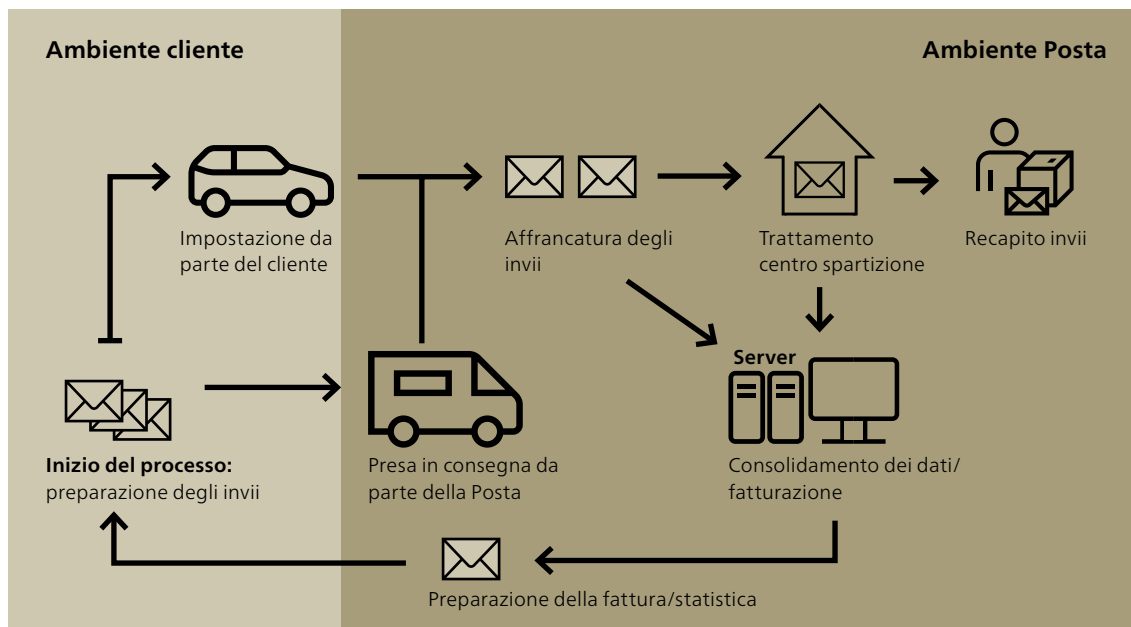 Ambiente cliente
Ambiente Posta
Impostazione da
parte del cliente
Affrancatura degli
invii
Trattamento
centro spartizione
Recapito invii
Server
Inizio del processo:
preparazione degli invii
Presa in consegna da
parte della Posta
Consolidamento dei dati/
fatturazione
Preparazione della fattura/statistica